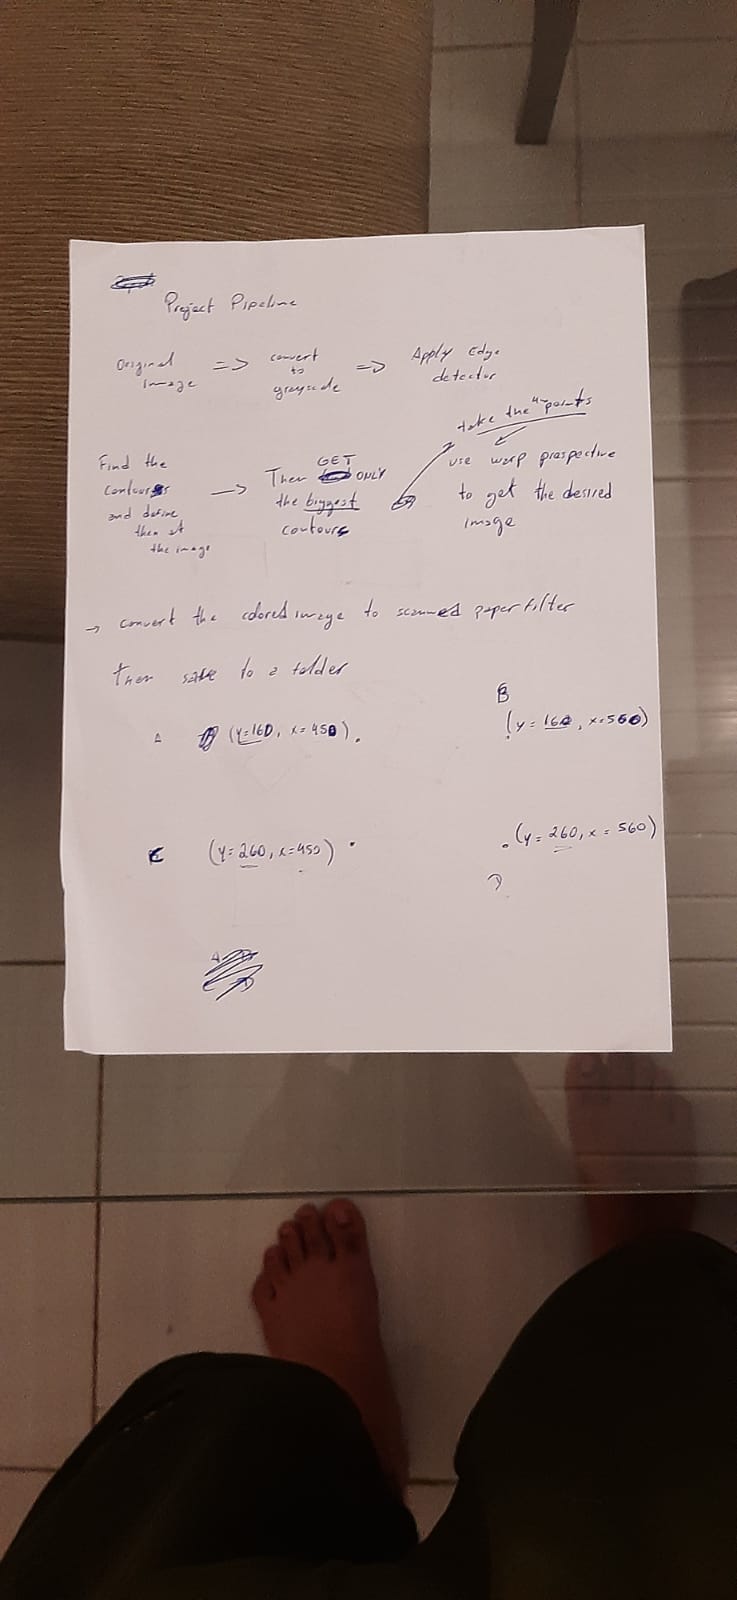 Project Pipeline
Original
image
=>
convert
to
grayscale
=>
Apply Edge
detector
Find the
contours
and define
them at
the image
->
GET
Then ONLY
the biggest
contours
take the "4" points
use warp prespective
to get the desired
image
-> convert the colored image to scanned paper filter
then save to a folder
A (y=160, x=450).
B
(y=160, x=560)
C (y=260, x=450)
(y=260, x=560)
D